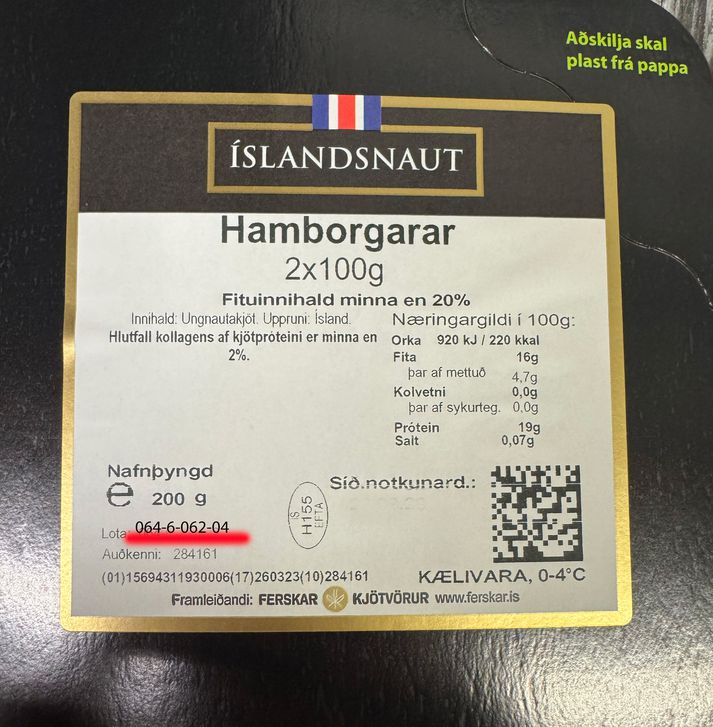 Aðskilja skal
plast frá pappa
ÍSLANDSNAUT
Hamborgarar
2x100g
Fituinnihald minna en 20%
Innihald: Ungnautakjöt. Uppruni: Ísland.
Hlutfall kollagens af kjötpróteini er minna en
2%.
Næringargildi í 100g:
Orka 920 kJ / 220 kkal
Fita 16g
þar af mettuð 4,7g
Kolvetni 0,0g
þar af sykurteg. 0,0g
Prótein 19g
Salt 0,07g
Nafnþyngd
℮ 200 g
Lota 064-6-062-04
Auðkenni: 284161
IS
H155
EFTA
Síð.notkunard.:
(01)15694311930006(17)260323(10)284161
KÆLIVARA, 0-4°C
Framleiðandi: FERSKAR KJÖTVÖRUR www.ferskar.is